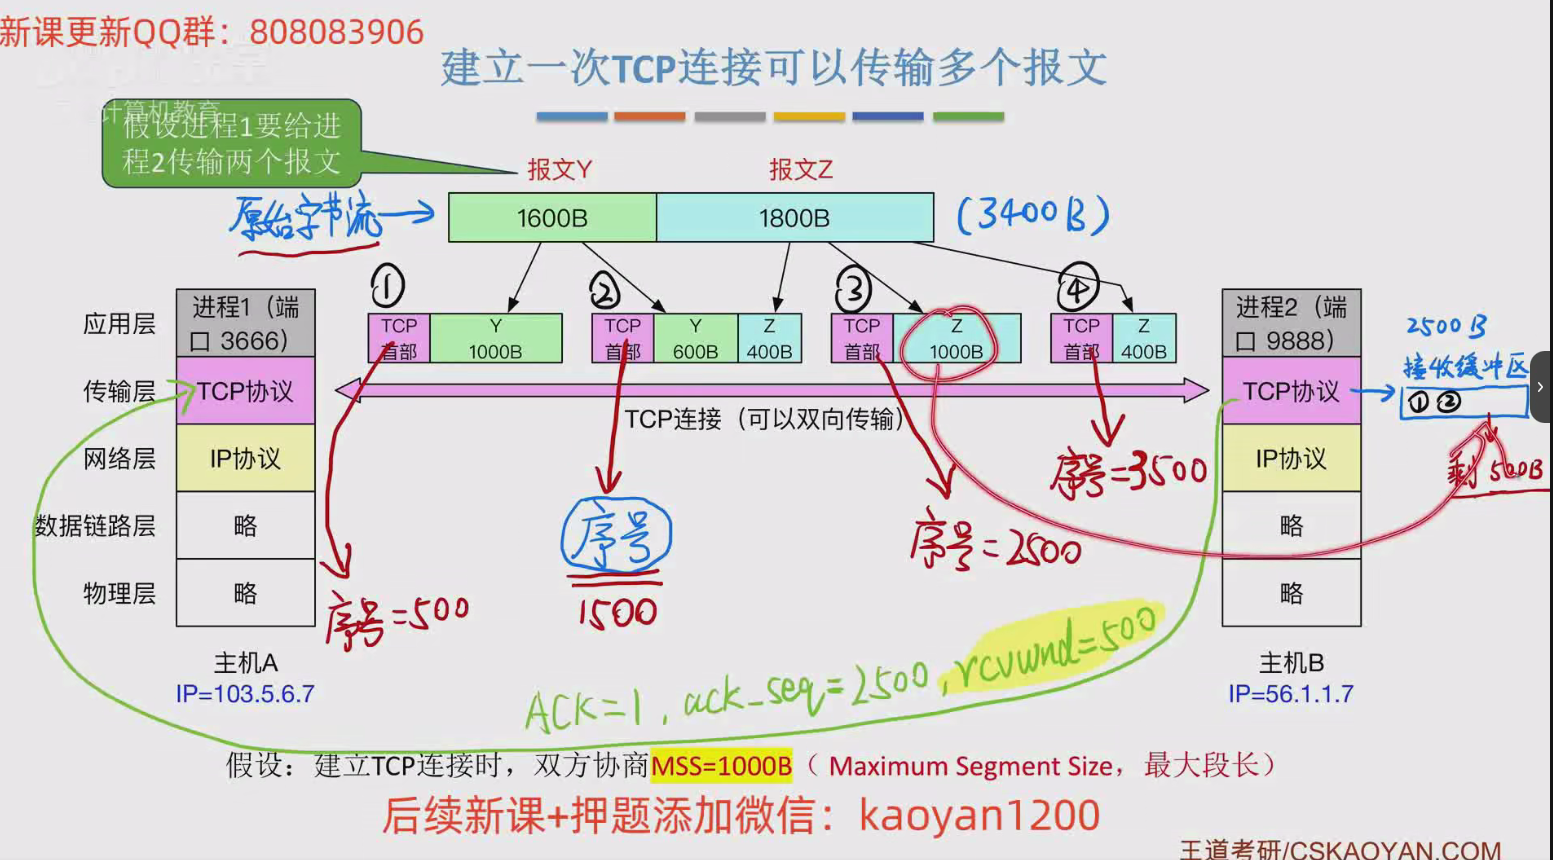 新课更新QQ群：808083906
建立一次TCP连接可以传输多个报文
计算机教育
假设进程1要给进
程2传输两个报文
报文Y
报文Z
原始字节流
1600B
1800B
(3400B)
① ② ③ ④
TCP
首部
Y
1000B
TCP
首部
Y
600B
Z
400B
TCP
首部
Z
1000B
TCP
首部
Z
400B
应用层
进程1（端
口 3666）
进程2（端
口 9888）
2500B
接收缓冲区
① ②
剩500B
传输层
TCP协议
TCP协议
TCP连接（可以双向传输）
网络层
IP协议
IP协议
数据链路层
略
略
物理层
略
略
序号=500
序号
1500
序号=2500
序号=3500
主机A
IP=103.5.6.7
主机B
IP=56.1.1.7
ACK=1, ack_seq=2500, rcvwnd=500
假设：建立TCP连接时，双方协商MSS=1000B（Maximum Segment Size，最大段长）
后续新课+押题添加微信：kaoyan1200
王道考研/CSKAOYAN.COM